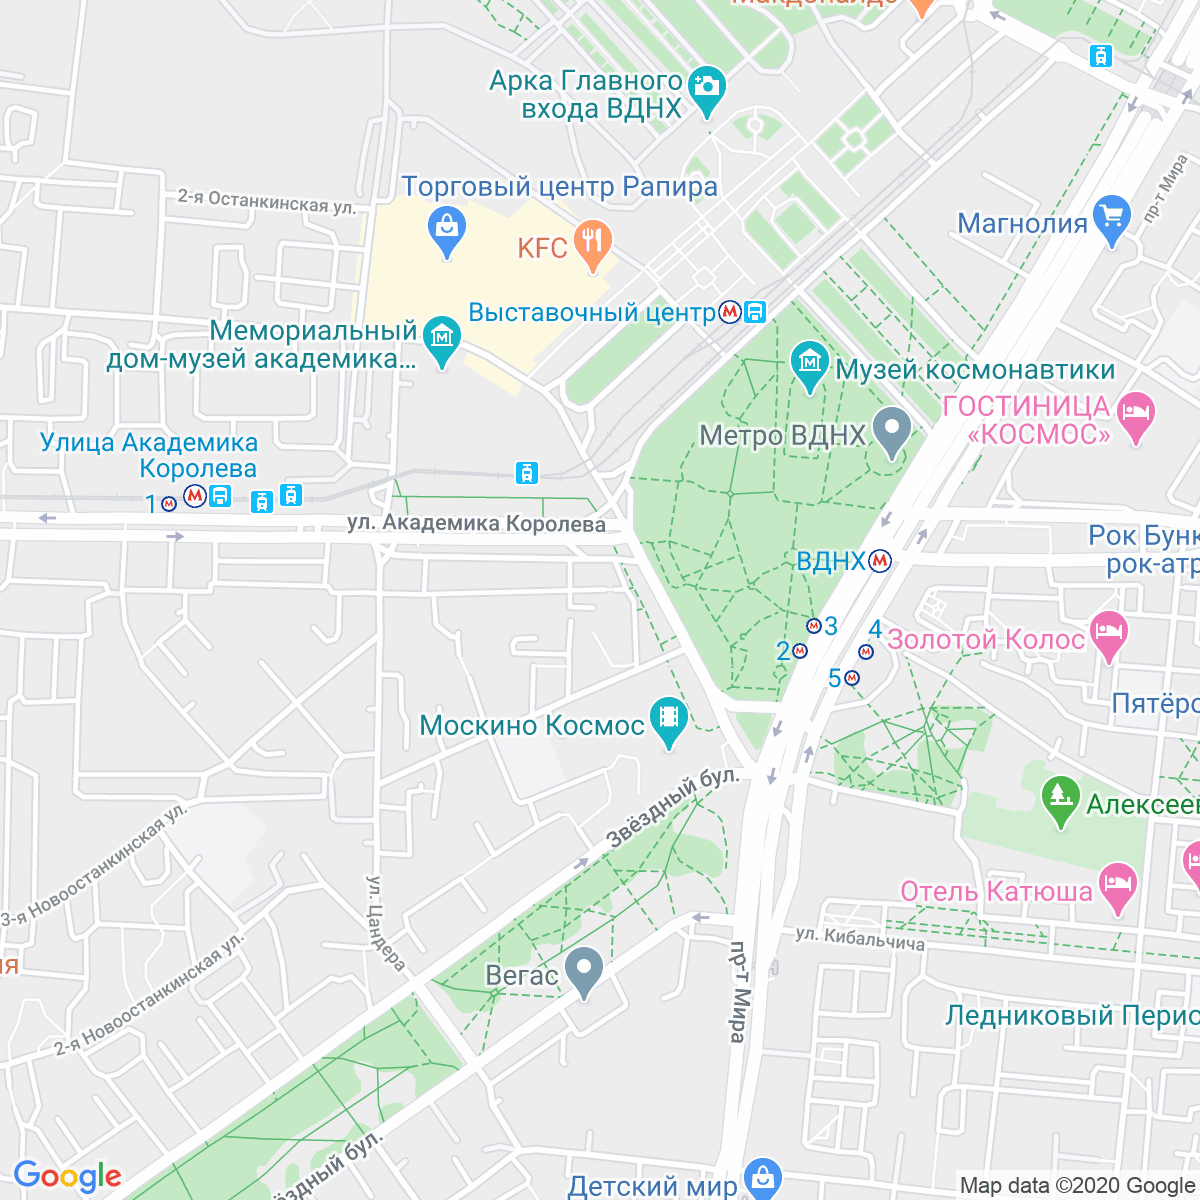 Макдоналдс
Арка Главного
входа ВДНХ
2-я Останкинская ул.
Торговый центр Рапира
пр-т Мира
Магнолия
KFC
Выставочный центр
Мемориальный
дом-музей академика...
Музей космонавтики
ГОСТИНИЦА
«КОСМОС»
Метро ВДНХ
Улица Академика
Королева
1
ул. Академика Королева
Рок Бунк
рок-атр
ВДНХ
3
4
2
5
Золотой Колос
Пятёро
Москино Космос
Звёздный бул.
Алексеев
3-я Новоостанкинская ул.
ул. Цандера
Отель Катюша
ул. Кибальчича
ия
Вегас
пр-т Мира
2-я Новоостанкинская ул.
Ледниковый Перио
Звёздный бул.
Детский мир
Google
Map data ©2020 Google